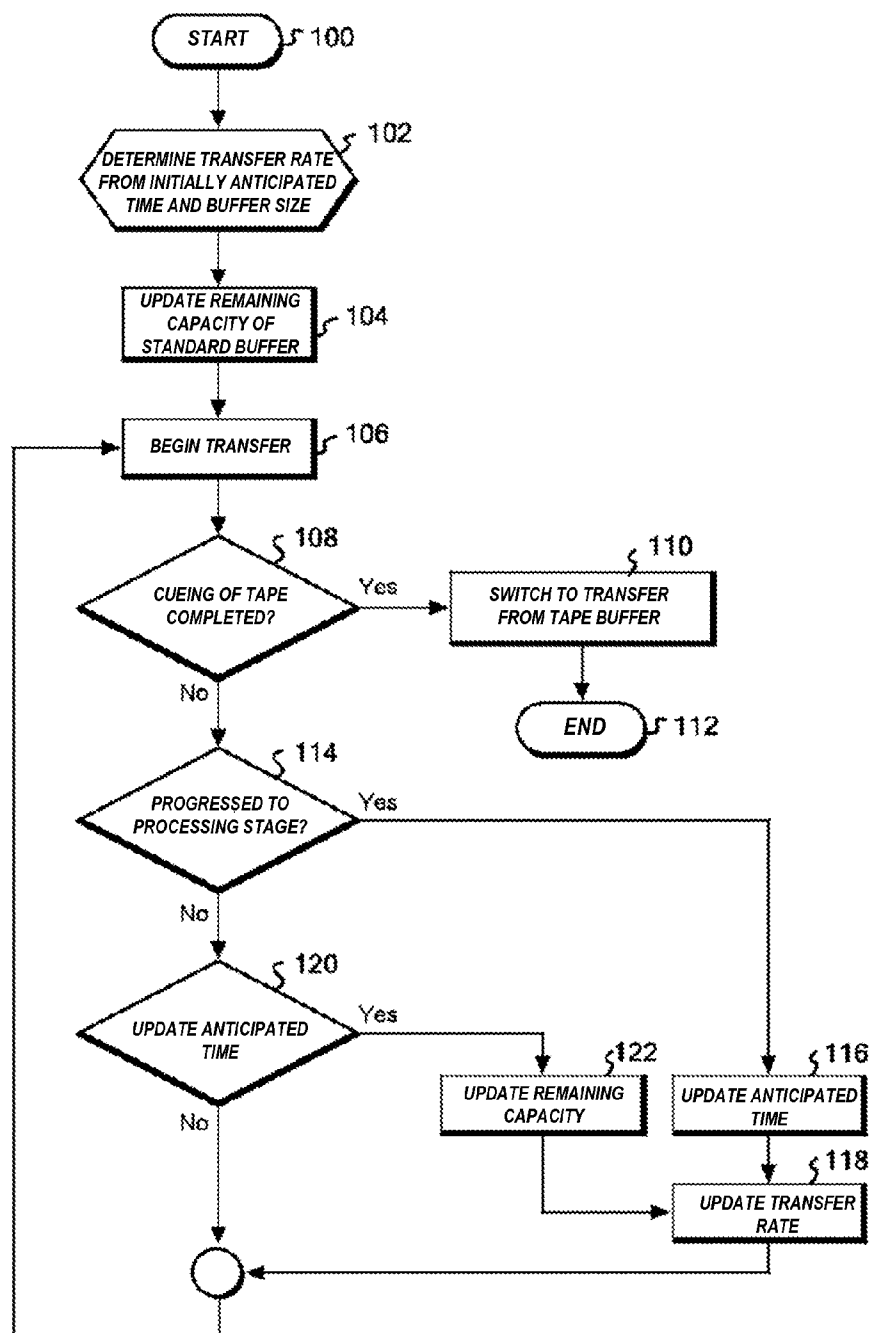 START
100
102
DETERMINE TRANSFER RATE
FROM INITIALLY ANTICIPATED
TIME AND BUFFER SIZE
UPDATE REMAINING
CAPACITY OF
STANDARD BUFFER
104
BEGIN TRANSFER
106
108
CUEING OF TAPE
COMPLETED?
Yes
No
110
SWITCH TO TRANSFER
FROM TAPE BUFFER
END
112
114
PROGRESSED TO
PROCESSING STAGE?
Yes
No
120
UPDATE ANTICIPATED
TIME
Yes
No
122
UPDATE REMAINING
CAPACITY
116
UPDATE ANTICIPATED
TIME
118
UPDATE TRANSFER
RATE